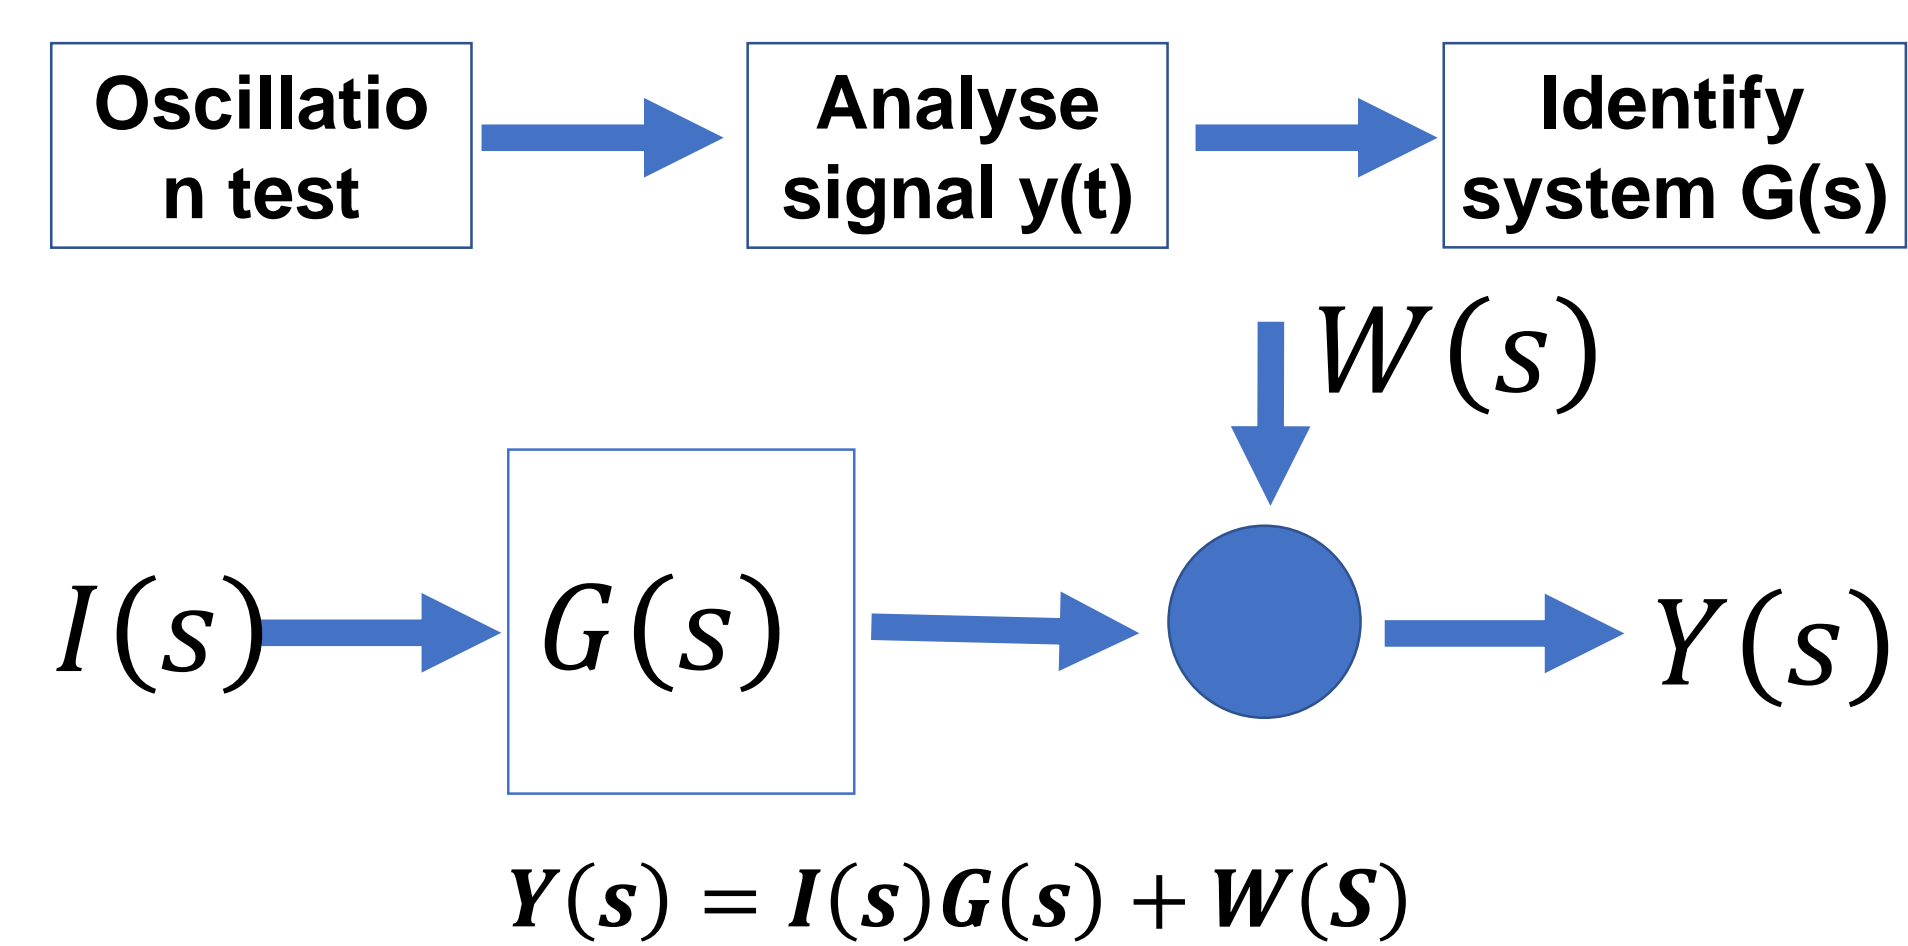 Oscillatio
n test
Analyse
signal y(t)
Identify
system G(s)
W(s)
I(s)
G(s)
Y(s)
Y(s) = I(s)G(s) + W(S)